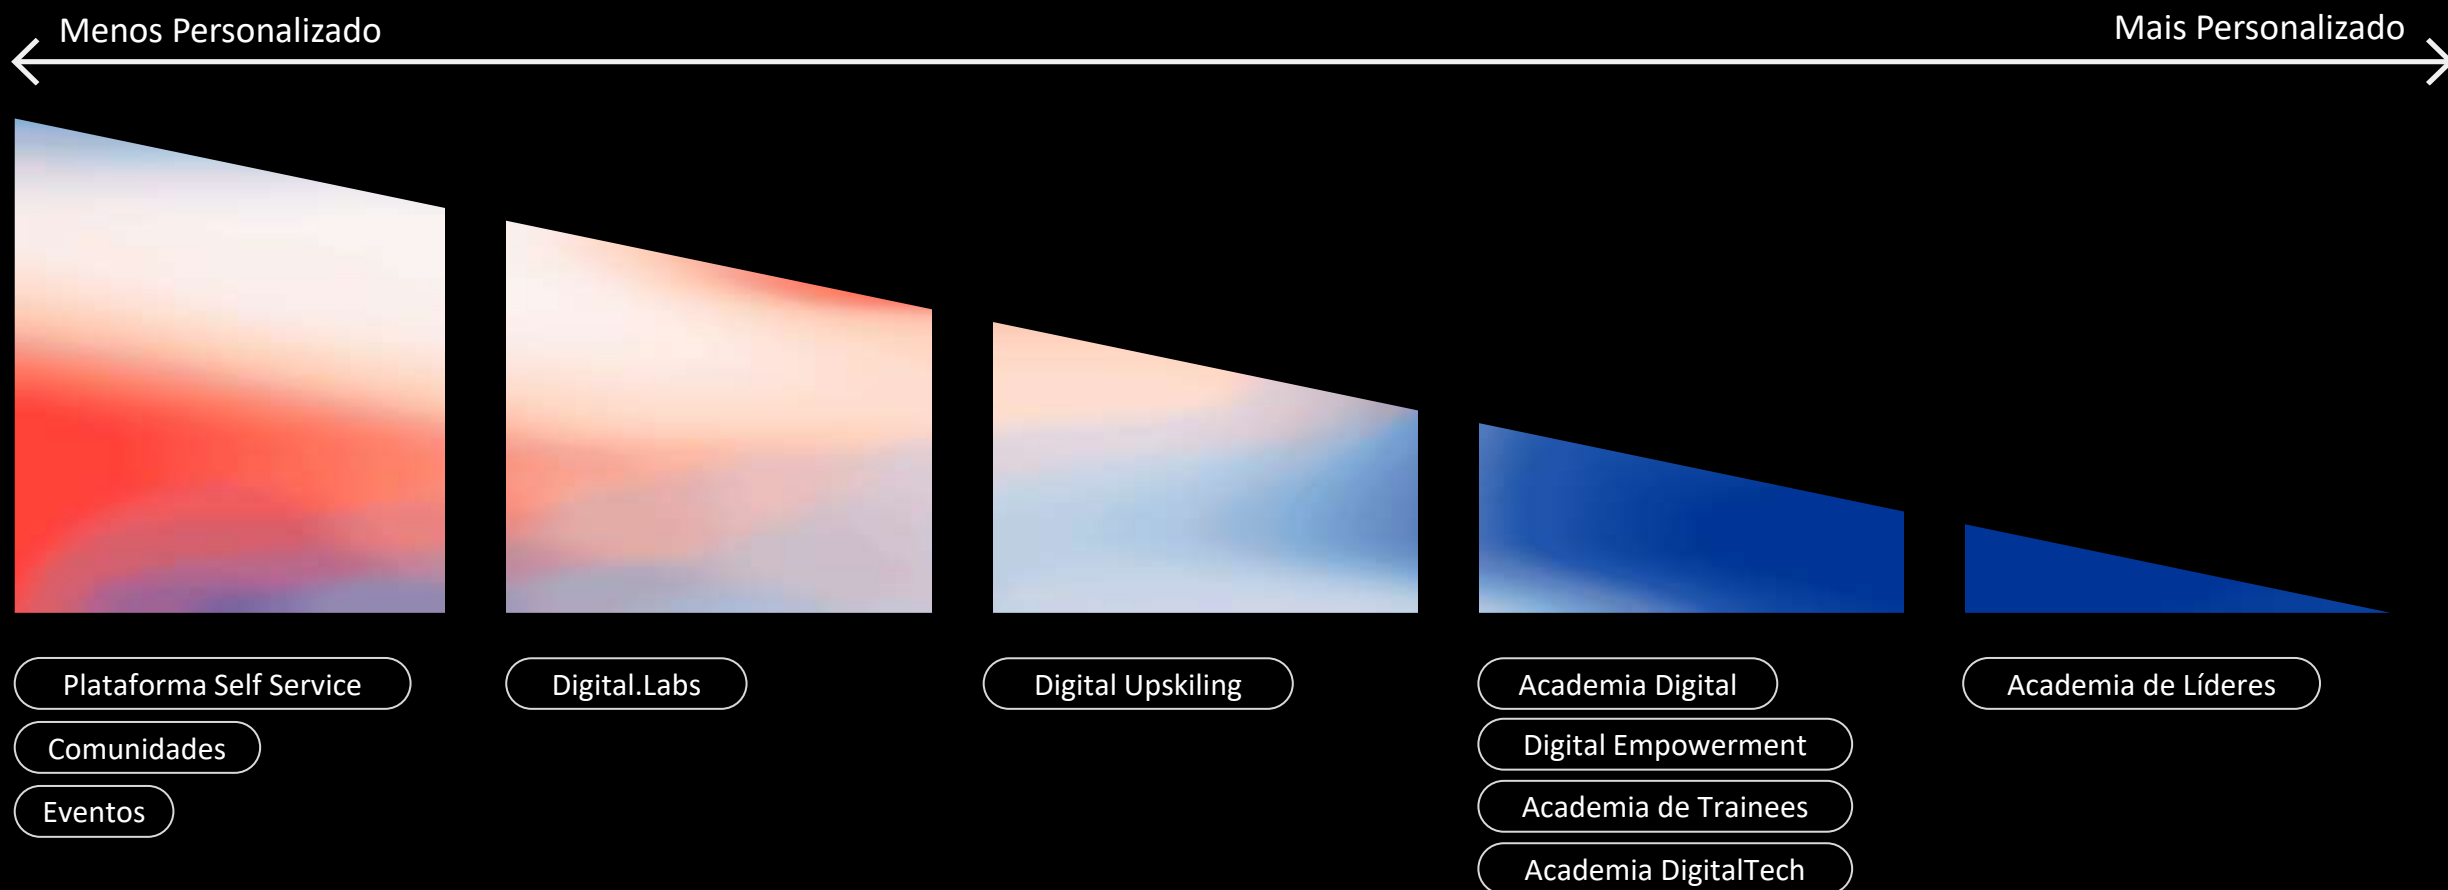 Menos Personalizado
Mais Personalizado
Plataforma Self Service
Comunidades
Eventos
Digital.Labs
Digital Upskiling
Academia Digital
Digital Empowerment
Academia de Trainees
Academia DigitalTech
Academia de Líderes